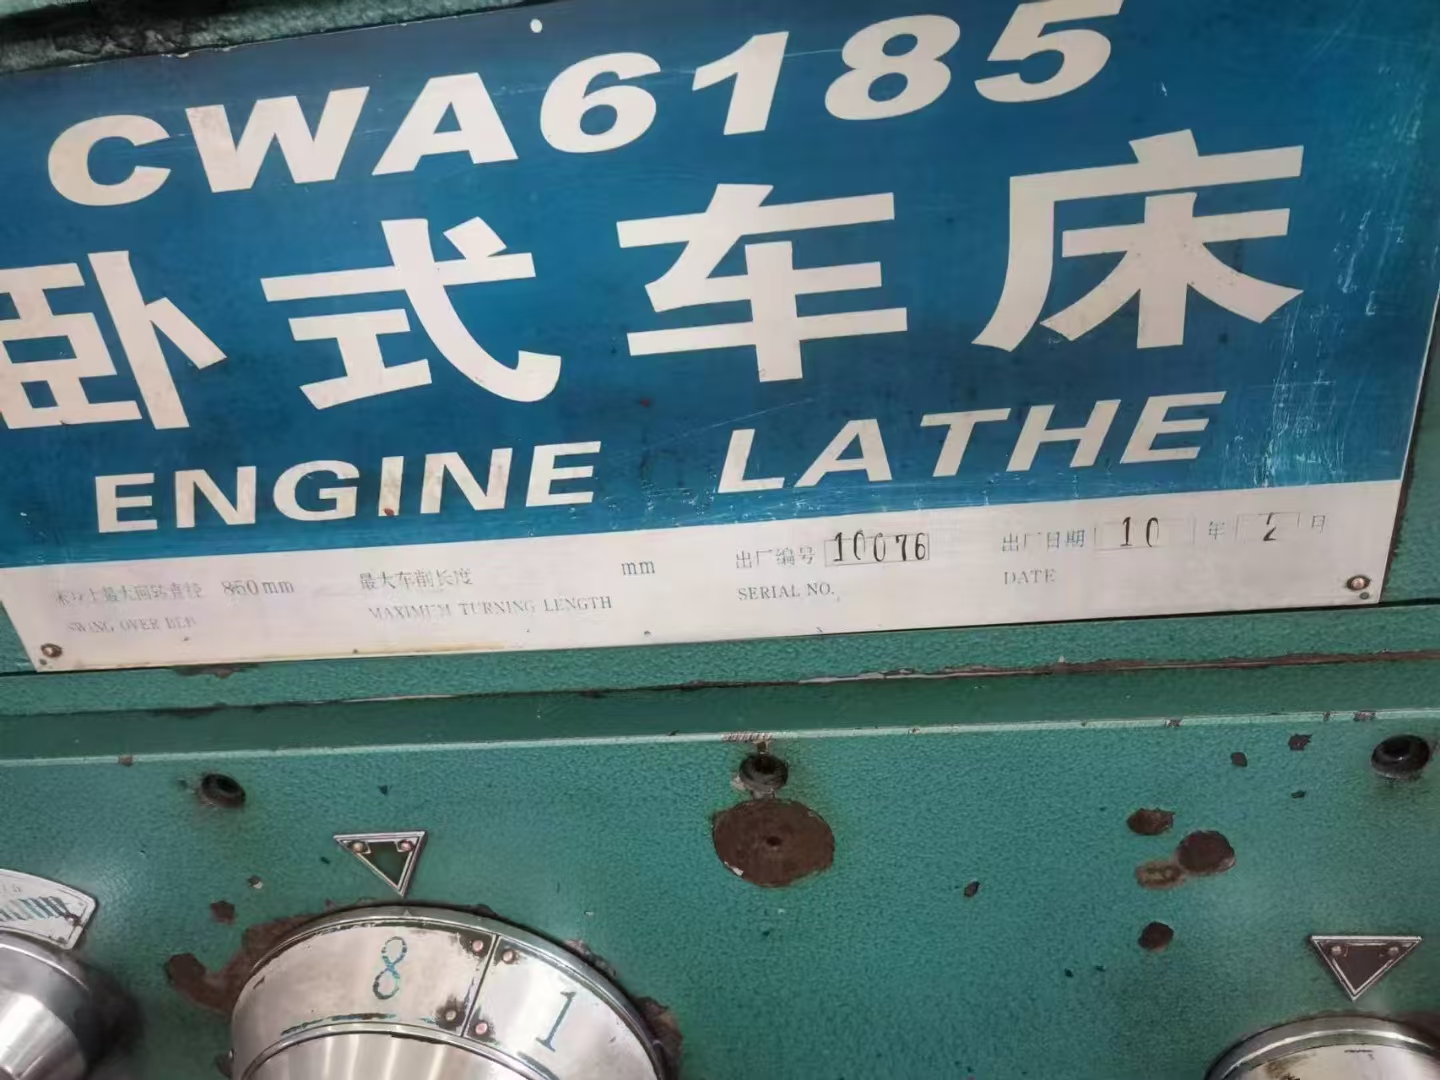 CWA6185
卧式车床
ENGINE LATHE
床身上最大回转直径 850mm 最大车削长度 mm 出厂编号 10076 出厂日期 10 年 2 月
SWING OVER BED MAXIMUM TURNING LENGTH SERIAL NO. DATE
8 1